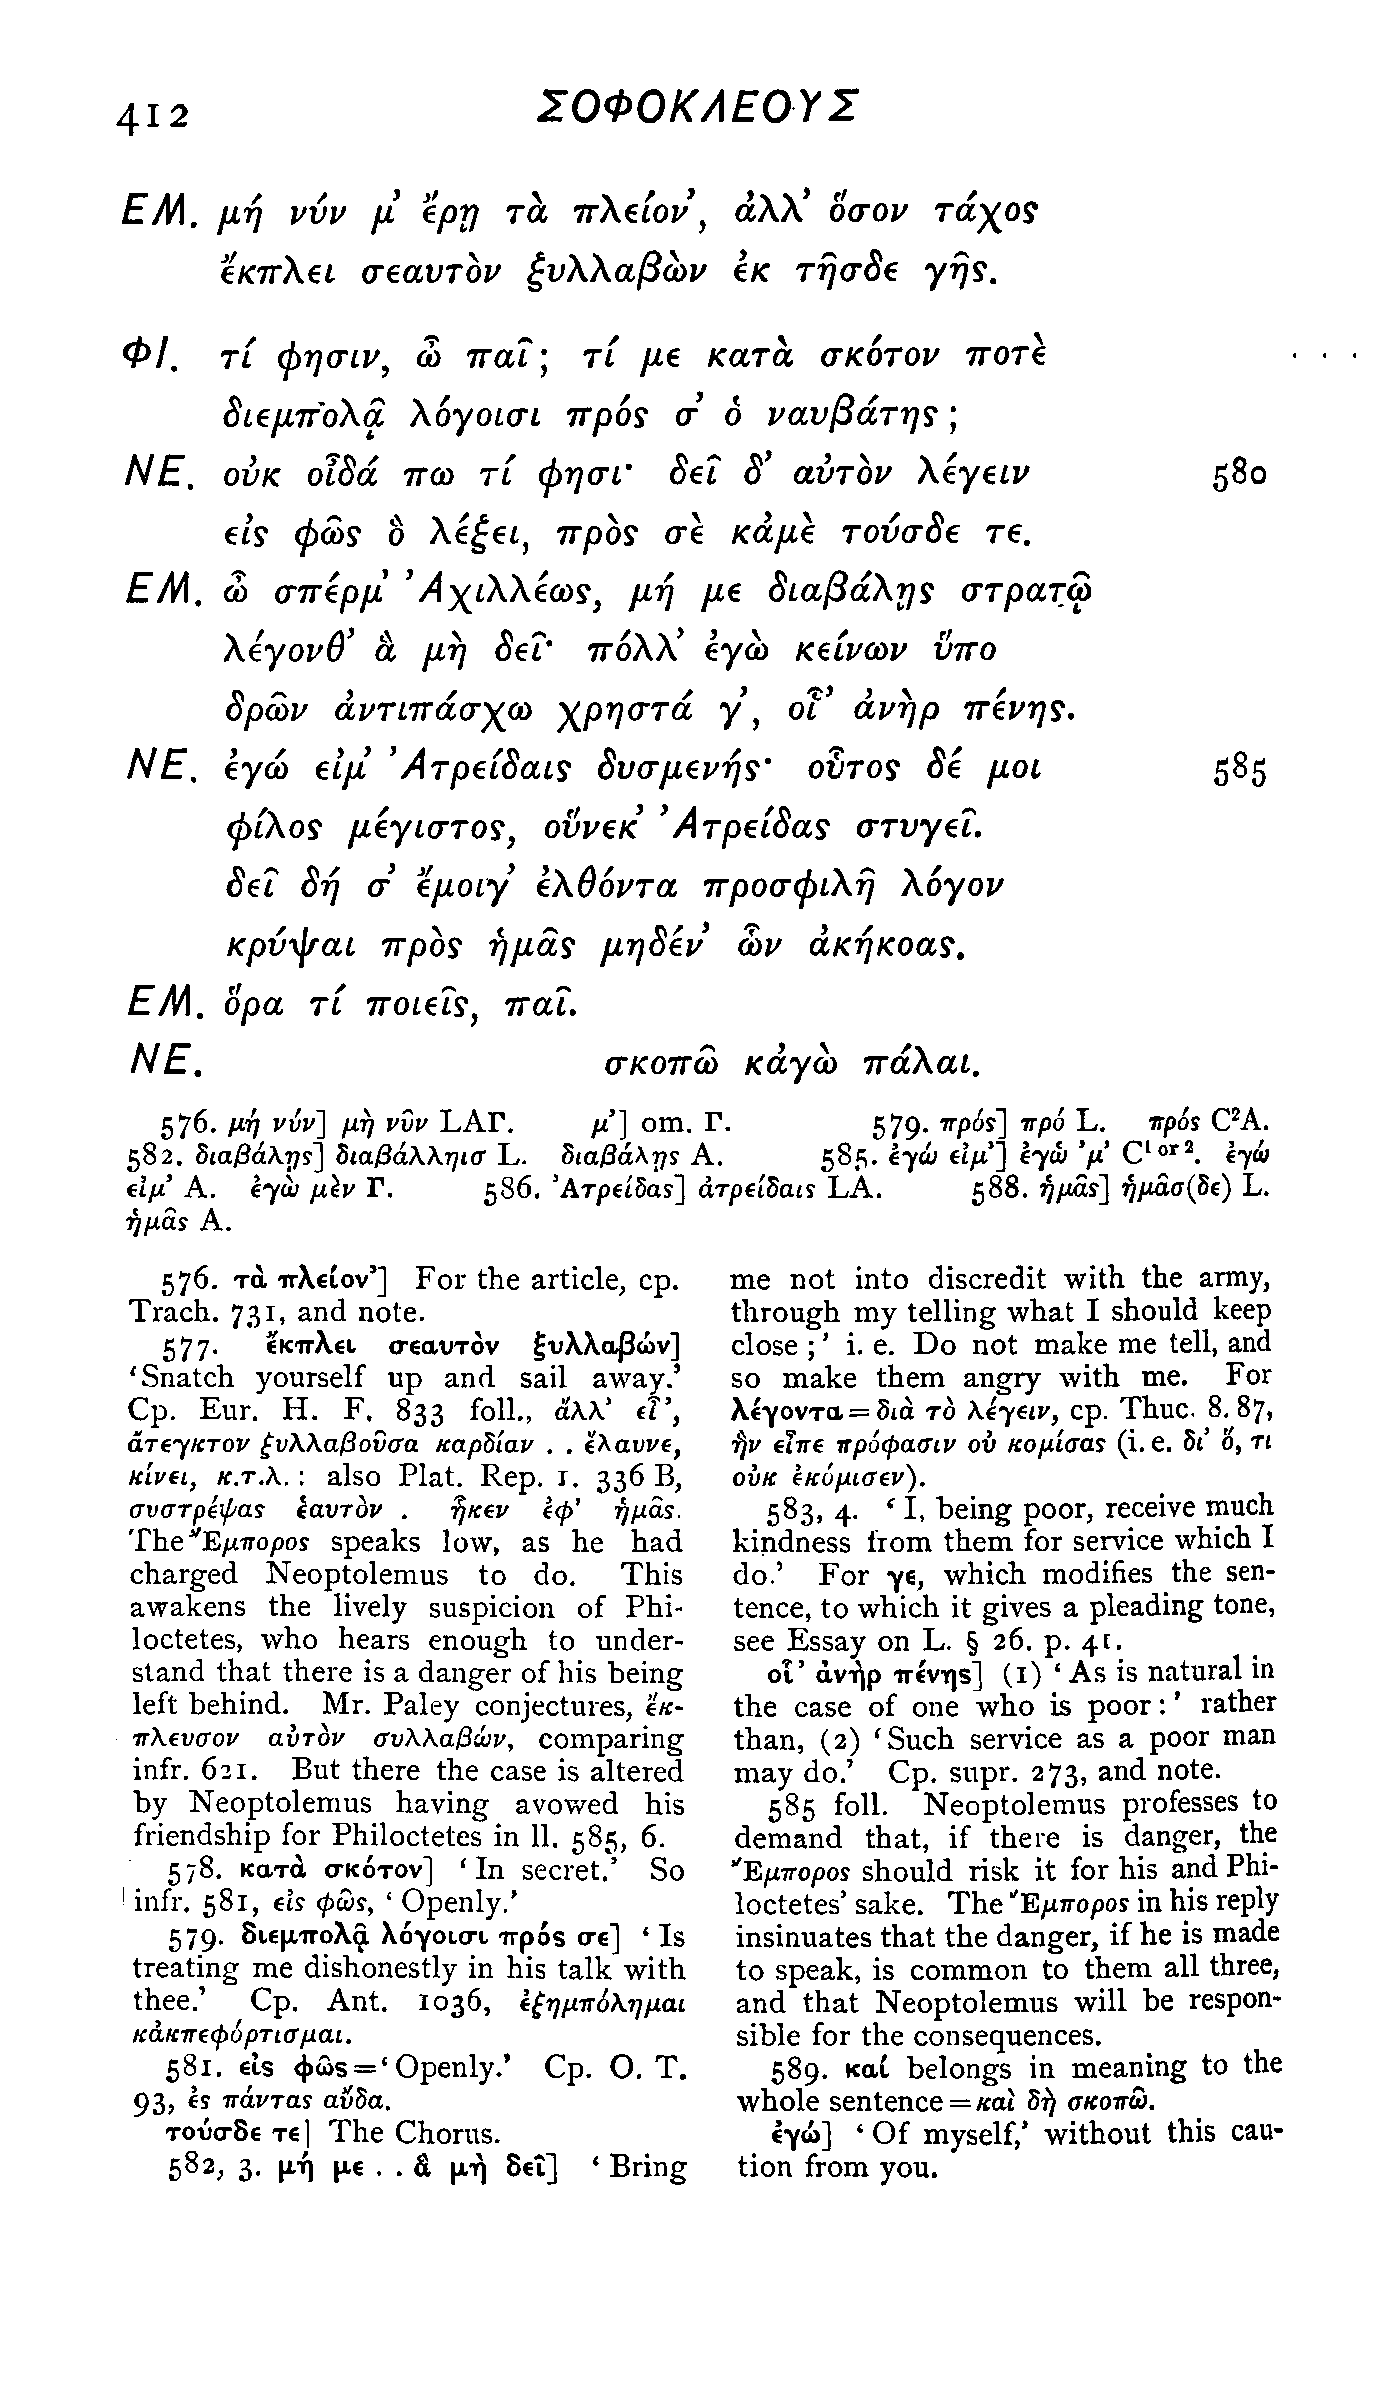 412 ΣΟΦΟΚΛΕΟΥΣ
ΕΜ. μή νύν μ’ ἔρῃ τὰ πλείον’, ἀλλ’ ὅσον τάχος
ἔκπλει σεαυτὸν ξυλλαβὼν ἐκ τῆσδε γῆς.
ΦΙ. τί φησιν, ὦ παῖ; τί με κατὰ σκότον ποτὲ
διεμπολᾷ λόγοισι πρός σ’ ὁ ναυβάτης;
ΝΕ. οὐκ οἶδά πω τί φησι· δεῖ δ’ αὐτὸν λέγειν 580
εἰς φῶς ὃ λέξει, πρὸς σὲ κἀμὲ τούσδε τε.
ΕΜ. ὦ σπέρμ’ Ἀχιλλέως, μή με διαβάλῃς στρατῷ
λέγονθ’ ἃ μὴ δεῖ· πόλλ’ ἐγὼ κείνων ὕπο
δρῶν ἀντιπάσχω χρηστά γ’, οἷ’ ἀνὴρ πένης.
ΝΕ. ἐγώ εἰμ’ Ἀτρείδαις δυσμενής· οὗτος δέ μοι 585
φίλος μέγιστος, οὕνεκ’ Ἀτρείδας στυγεῖ.
δεῖ δή σ’ ἔμοιγ’ ἐλθόντα προσφιλῆ λόγον
κρύψαι πρὸς ἡμᾶς μηδέν’ ὧν ἀκήκοας.
ΕΜ. ὅρα τί ποιεῖς, παῖ.
ΝΕ. σκοπῶ κἀγὼ πάλαι.
576. μή νύν] μὴ νῦν LAΓ. μ’] om. Γ. 579. πρός] πρό L. πρός C²A.
582. διαβάλῃς] διαβάλληισ L. διαβάλῃς A. 585. ἐγώ εἰμ’] ἐγὼ ’μ’ C¹ ᵒʳ ². ἐγώ
εἰμ’ A. ἐγὼ μὲν Γ. 586. Ἀτρείδας] ἀτρείδαις LA. 588. ἡμᾶς] ἡμᾶσ(δε) L.
ἡμᾶς A.
576. τὰ πλείον’] For the article, cp.
Trach. 731, and note.
577. ἔκπλει σεαυτὸν ξυλλαβών]
‘Snatch yourself up and sail away.’
Cp. Eur. H. F. 833 foll., ἀλλ’ εἶ’,
ἄτεγκτον ξυλλαβοῦσα καρδίαν . . ἔλαυνε,
κίνει, κ.τ.λ.: also Plat. Rep. 1. 336 B,
συστρέψας ἑαυτὸν . ἧκεν ἐφ’ ἡμᾶς.
The Ἔμπορος speaks low, as he had
charged Neoptolemus to do. This
awakens the lively suspicion of Phi-
loctetes, who hears enough to under-
stand that there is a danger of his being
left behind. Mr. Paley conjectures, ἔκ-
πλευσον αὐτὸν συλλαβών, comparing
infr. 621. But there the case is altered
by Neoptolemus having avowed his
friendship for Philoctetes in ll. 585, 6.
578. κατὰ σκότον] ‘In secret.’ So
infr. 581, εἰς φῶς, ‘Openly.’
579. διεμπολᾷ λόγοισι πρός σε] ‘Is
treating me dishonestly in his talk with
thee.’ Cp. Ant. 1036, ἐξημπόλημαι
κἀκπεφόρτισμαι.
581. εἰς φῶς=‘Openly.’ Cp. O. T.
93, ἐς πάντας αὔδα.
τούσδε τε] The Chorus.
582, 3. μή με . . ἃ μὴ δεῖ] ‘Bring
me not into discredit with the army,
through my telling what I should keep
close;’ i. e. Do not make me tell, and
so make them angry with me. For
λέγοντα=διὰ τὸ λέγειν, cp. Thuc. 8. 87,
ἣν εἶπε πρόφασιν οὐ κομίσας (i. e. δι’ ὅ, τι
οὐκ ἐκόμισεν).
583, 4. ‘I, being poor, receive much
kindness from them for service which I
do.’ For γε, which modifies the sen-
tence, to which it gives a pleading tone,
see Essay on L. § 26. p. 41.
οἷ’ ἀνὴρ πένης] (1) ‘As is natural in
the case of one who is poor:’ rather
than, (2) ‘Such service as a poor man
may do.’ Cp. supr. 273, and note.
585 foll. Neoptolemus professes to
demand that, if there is danger, the
Ἔμπορος should risk it for his and Phi-
loctetes’ sake. The Ἔμπορος in his reply
insinuates that the danger, if he is made
to speak, is common to them all three,
and that Neoptolemus will be respon-
sible for the consequences.
589. καί belongs in meaning to the
whole sentence=καὶ δὴ σκοπῶ.
ἐγώ] ‘Of myself,’ without this cau-
tion from you.